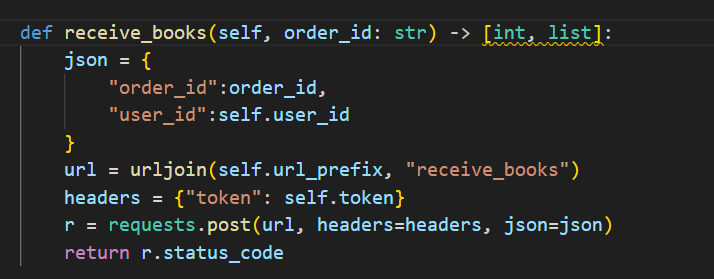 def receive_books(self, order_id: str) -> [int, list]:
    json = {
        "order_id":order_id,
        "user_id":self.user_id
    }
    url = urljoin(self.url_prefix, "receive_books")
    headers = {"token": self.token}
    r = requests.post(url, headers=headers, json=json)
    return r.status_code